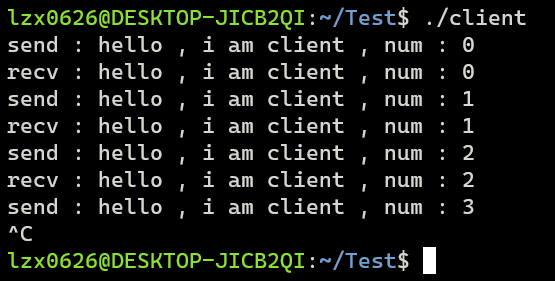 lzx0626@DESKTOP-JICB2QI:~/Test$ ./client
send : hello , i am client , num : 0
recv : hello , i am client , num : 0
send : hello , i am client , num : 1
recv : hello , i am client , num : 1
send : hello , i am client , num : 2
recv : hello , i am client , num : 2
send : hello , i am client , num : 3
^C
lzx0626@DESKTOP-JICB2QI:~/Test$